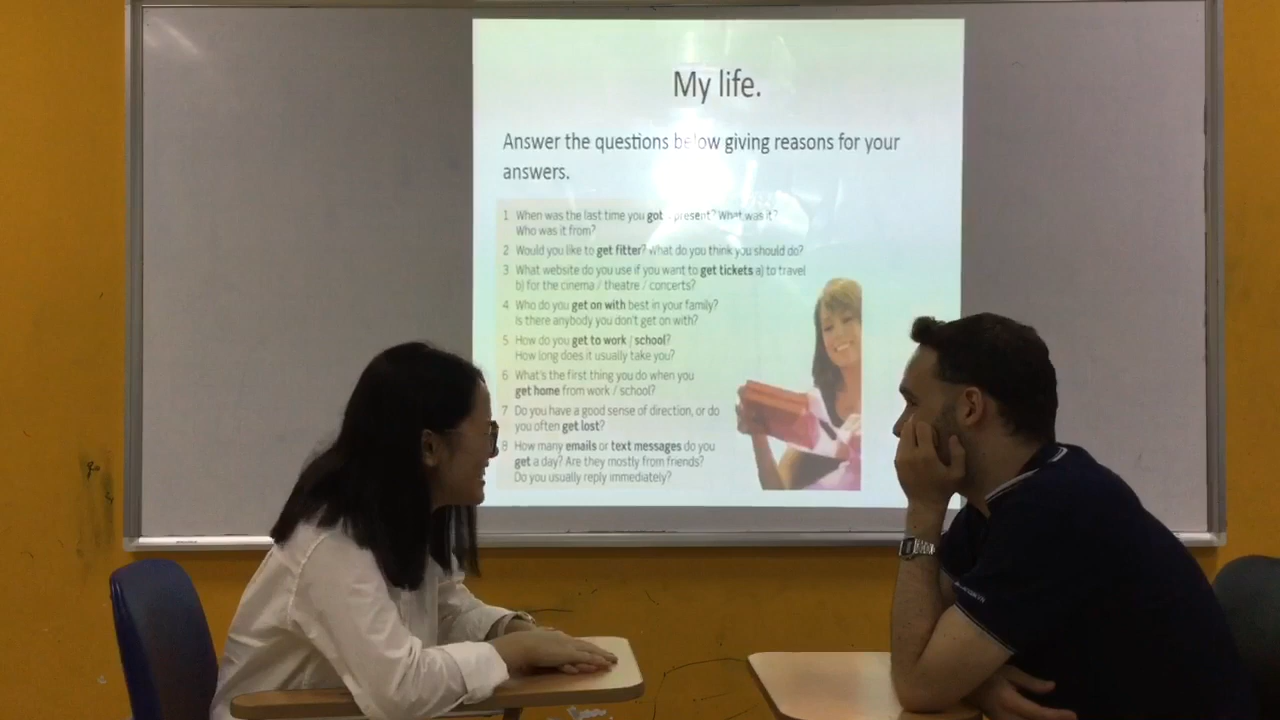 My life.
Answer the questions below giving reasons for your
answers.
1 When was the last time you got a present? What was it?
Who was it from?
2 Would you like to get fitter? What do you think you should do?
3 What website do you use if you want to get tickets a) to travel
b) for the cinema / theatre / concerts?
4 Who do you get on with best in your family?
Is there anybody you don't get on with?
5 How do you get to work / school?
How long does it usually take you?
6 What's the first thing you do when you
get home from work / school?
7 Do you have a good sense of direction, or do
you often get lost?
8 How many emails or text messages do you
get a day? Are they mostly from friends?
Do you usually reply immediately?